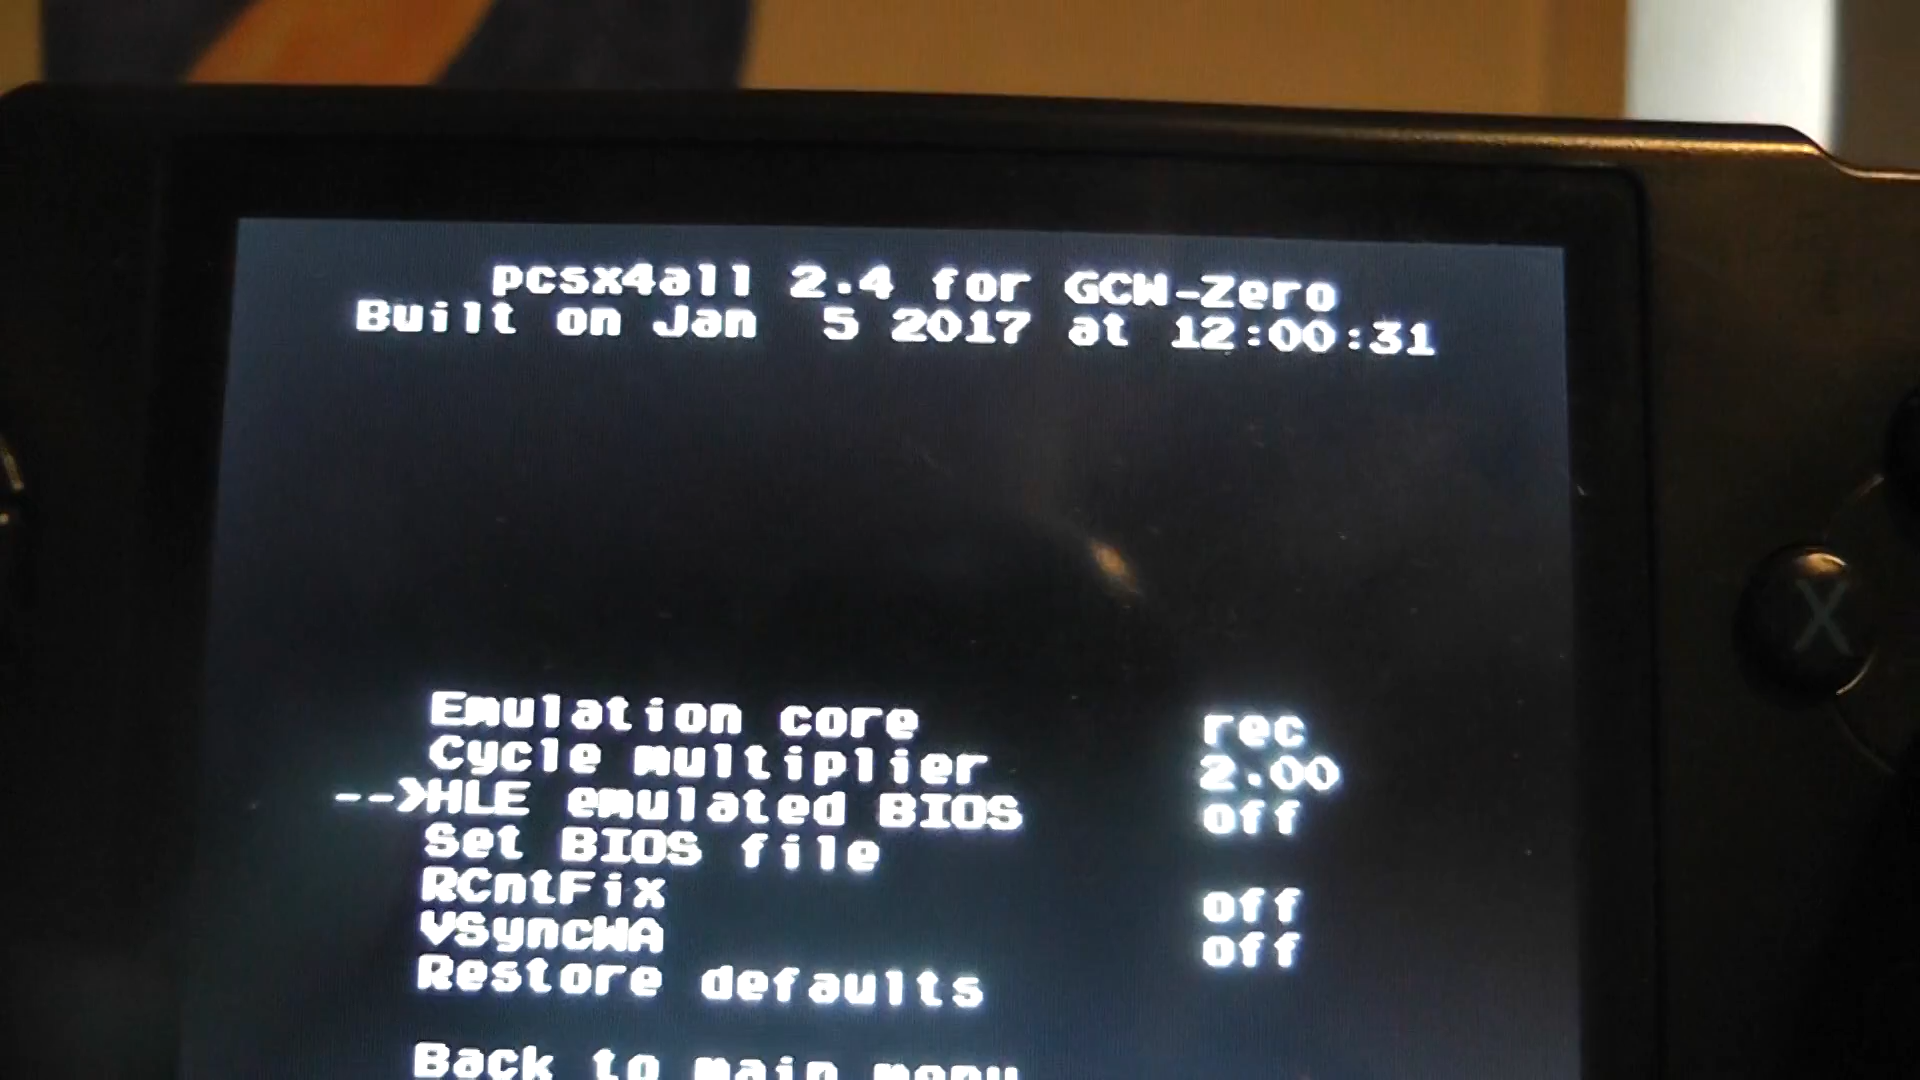 pcsx4all 2.4 for GCW-Zero
Built on Jan  5 2017 at 12:00:31
Emulation core rec
Cycle multiplier 2.00
-->HLE emulated BIOS off
Set BIOS file
RCntFix off
VSyncWA off
Restore defaults
Back to main menu
X